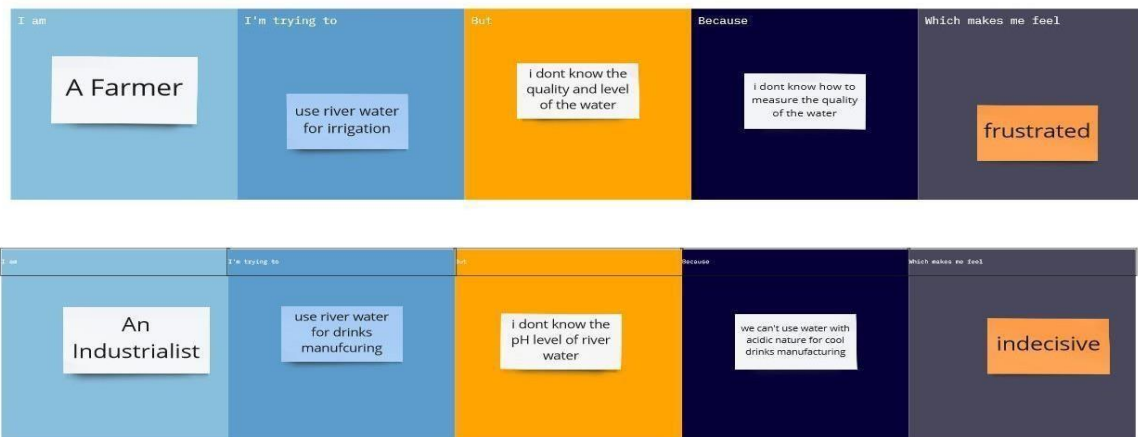 I am
I'm trying to
But
Because
Which makes me feel
A Farmer
use river water
for irrigation
i dont know the
quality and level
of the water
i dont know how to
measure the quality
of the water
frustrated
I am
I'm trying to
But
Because
Which makes me feel
An
Industrialist
use river water
for drinks
manufcuring
i dont know the
pH level of river
water
we can't use water with
acidic nature for cool
drinks manufacturing
indecisive